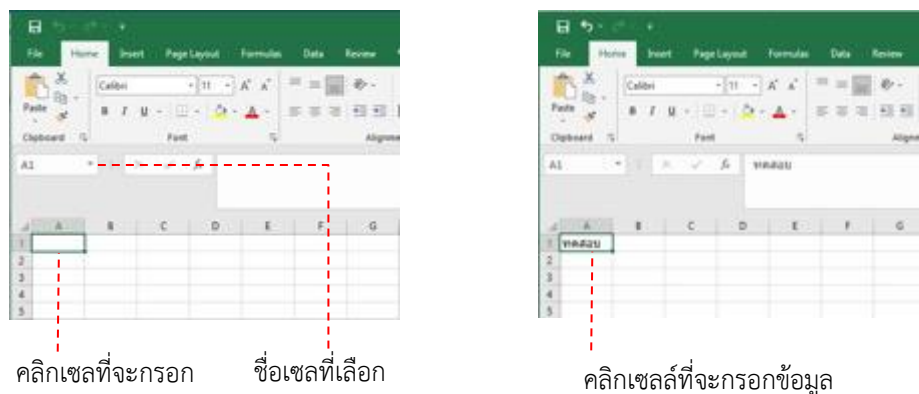 File Home Insert Page Layout Formulas Data Review
Calibri 11 A A
Paste B I U A
Clipboard Font Alignme
A1 fx
A B C D E F G
1
2
3
4
5
คลิกเซลที่จะกรอก
ชื่อเซลที่เลือก
File Home Insert Page Layout Formulas Data Review
Calibri 11 A A
Paste B I U A
Clipboard Font Alignme
A1 fx ทดสอบ
A B C D E F G
1 ทดสอบ
2
3
4
5
คลิกเซลล์ที่จะกรอกข้อมูล